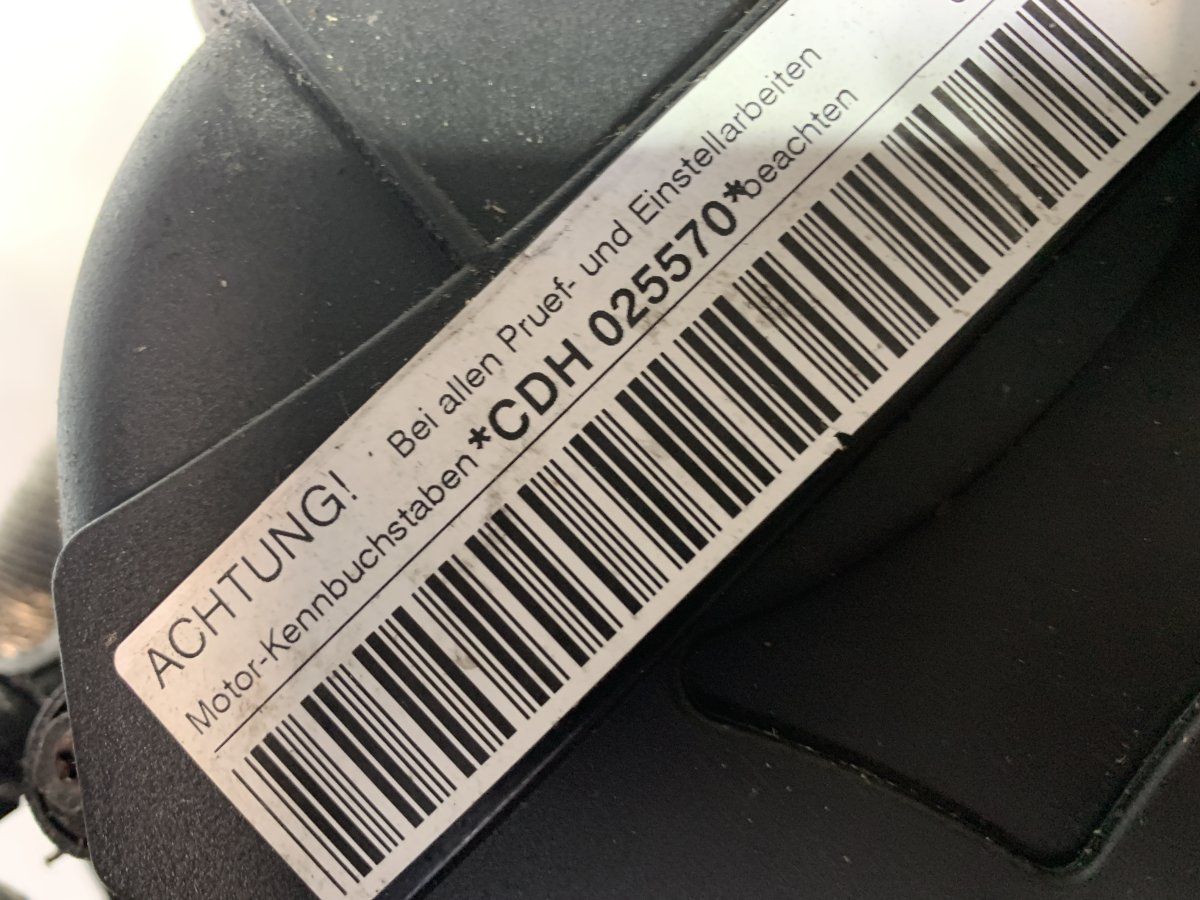 ACHTUNG! Bei allen Pruef- und Einstellarbeiten
Motor-Kennbuchstaben *CDH 025570* beachten